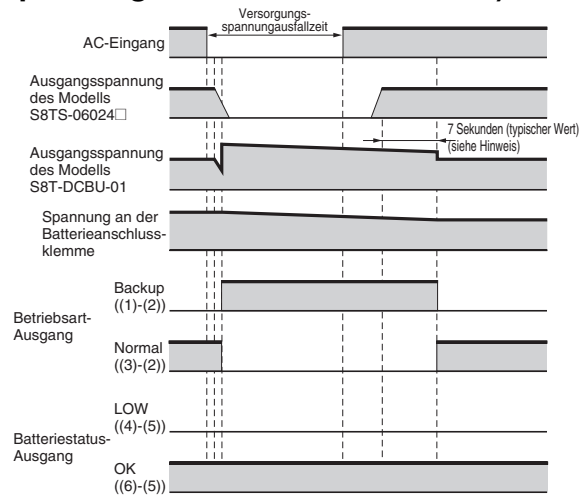 Versorgungs-
spannungausfallzeit
AC-Eingang
Ausgangsspannung
des Modells
S8TS-06024□
7 Sekunden (typischer Wert)
(siehe Hinweis)
Ausgangsspannung
des Modells
S8T-DCBU-01
Spannung an der
Batterieanschluss-
klemme
Backup
((1)-(2))
Betriebsart-
Ausgang
Normal
((3)-(2))
LOW
((4)-(5))
Batteriestatus-
Ausgang
OK
((6)-(5))